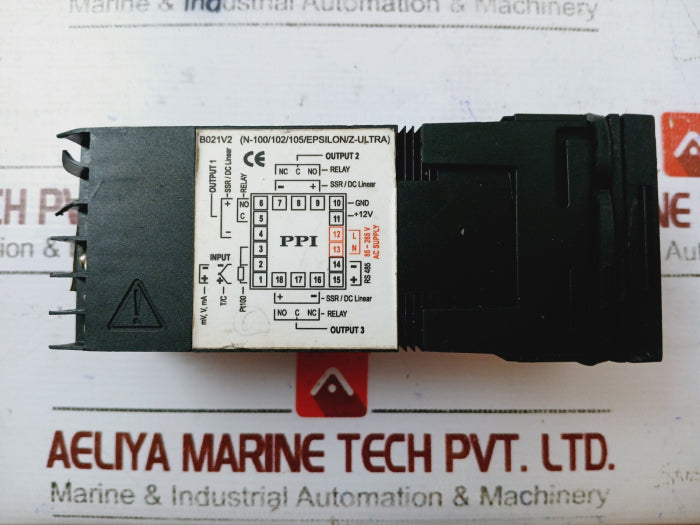 Marine & Industrial Automation & Machinery
B021V2 (N-100/102/105/EPSILON/Z-ULTRA)
CE
OUTPUT 2
NC C NO RELAY
- + SSR / DC Linear
OUTPUT 1
SSR / DC Linear
+ -
RELAY
NO C
6 7 8 9 10 GND
5 11 +12V
4 12 L
3 13 N
85 ~ 265 V
AC SUPPLY
2 14
1 18 17 16 15
- +
RS 485
PPI
INPUT
mV, V, mA
T/C
Pt100
+ - SSR / DC Linear
NO C NC RELAY
OUTPUT 3
TECH PVT
AELIYA MARINE TECH PVT. LTD.
Marine & Industrial Automation & Machinery